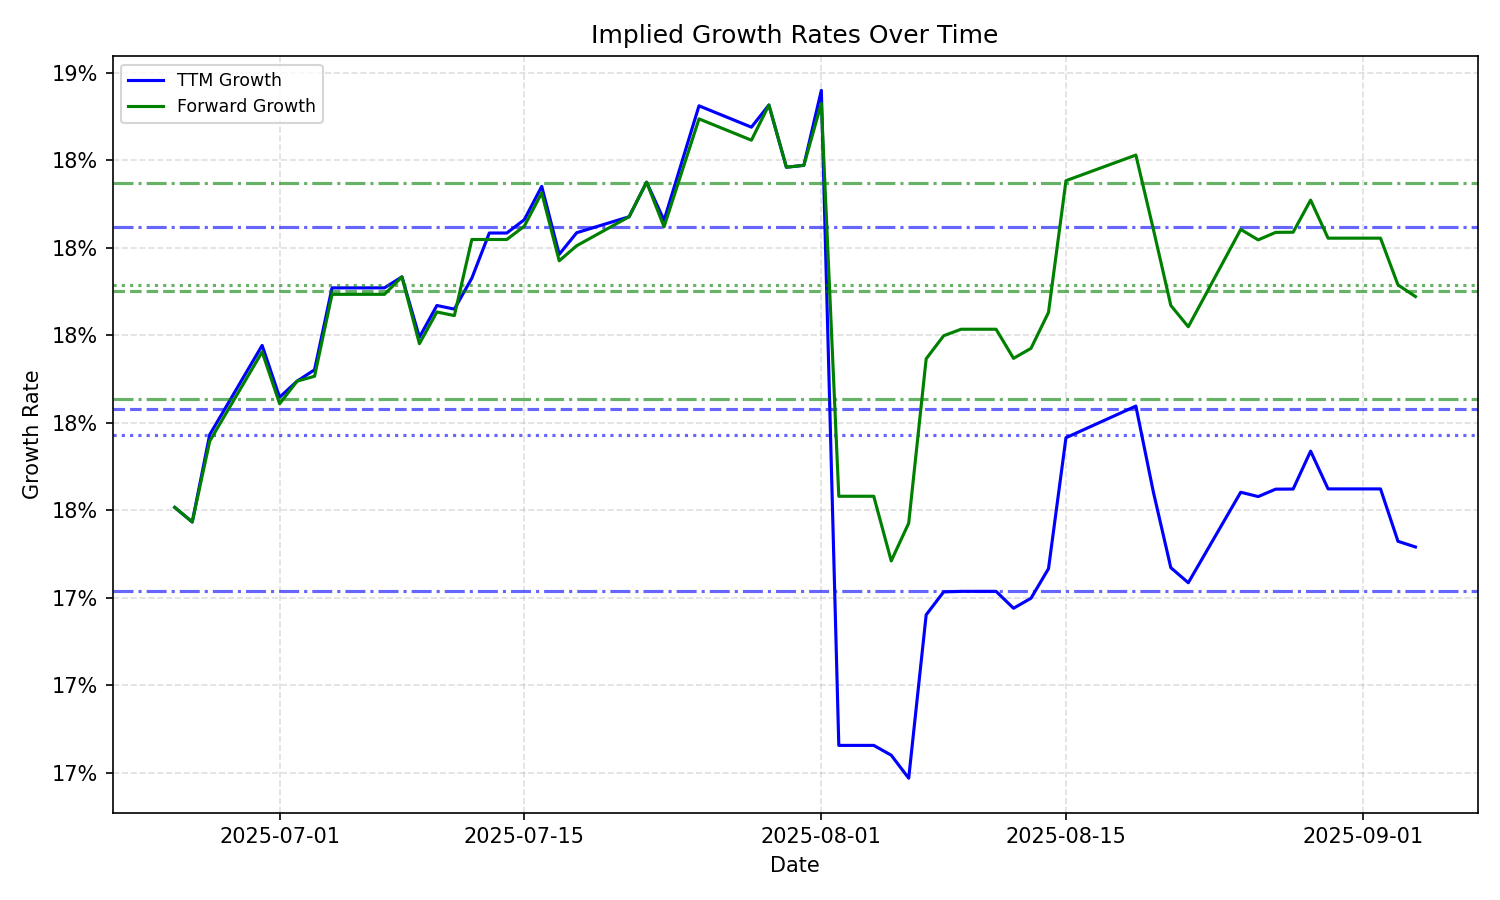 Implied Growth Rates Over Time
TTM Growth
Forward Growth
19%
18%
18%
18%
18%
18%
17%
17%
17%
Growth Rate
2025-07-01
2025-07-15
2025-08-01
2025-08-15
2025-09-01
Date